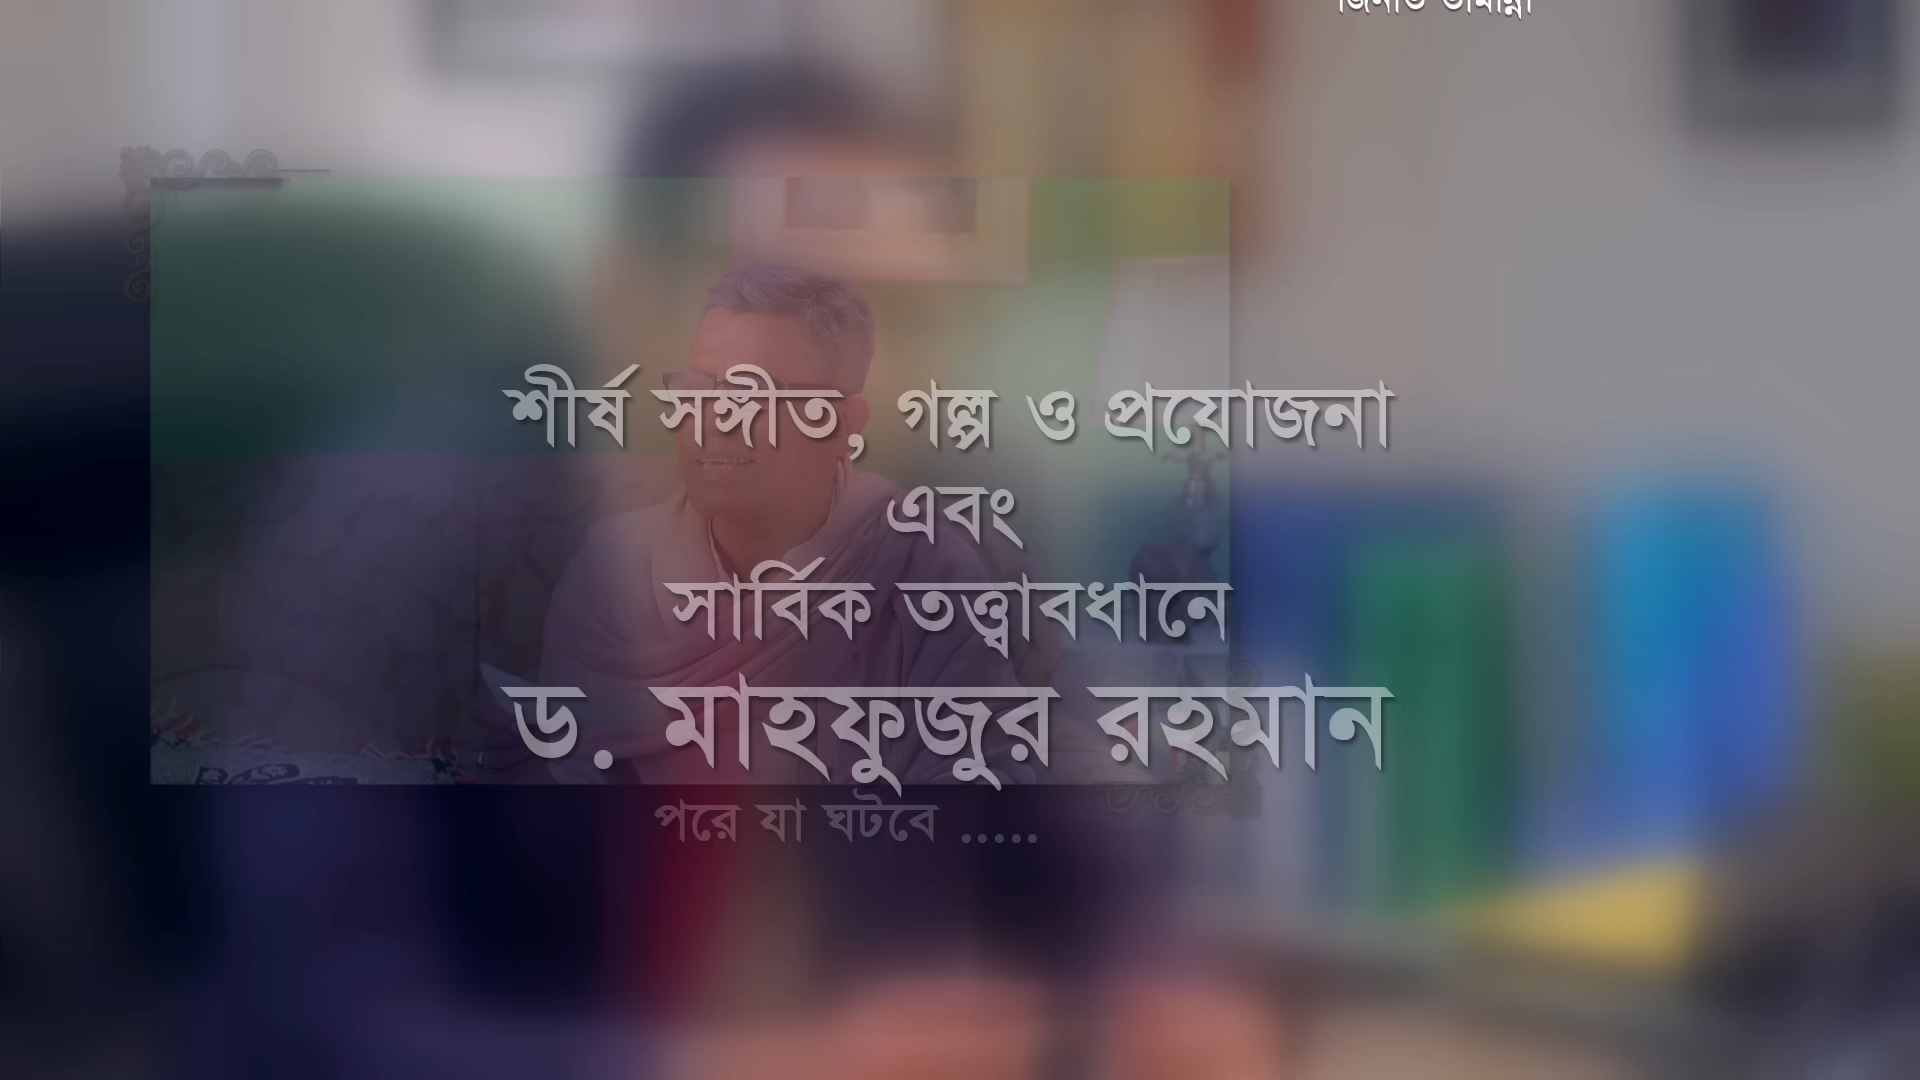 শীর্ষ সঙ্গীত, গল্প ও প্রযোজনা
এবং
সার্বিক তত্ত্বাবধানে
ড. মাহফুজুর রহমান
পরে যা ঘটবে .....